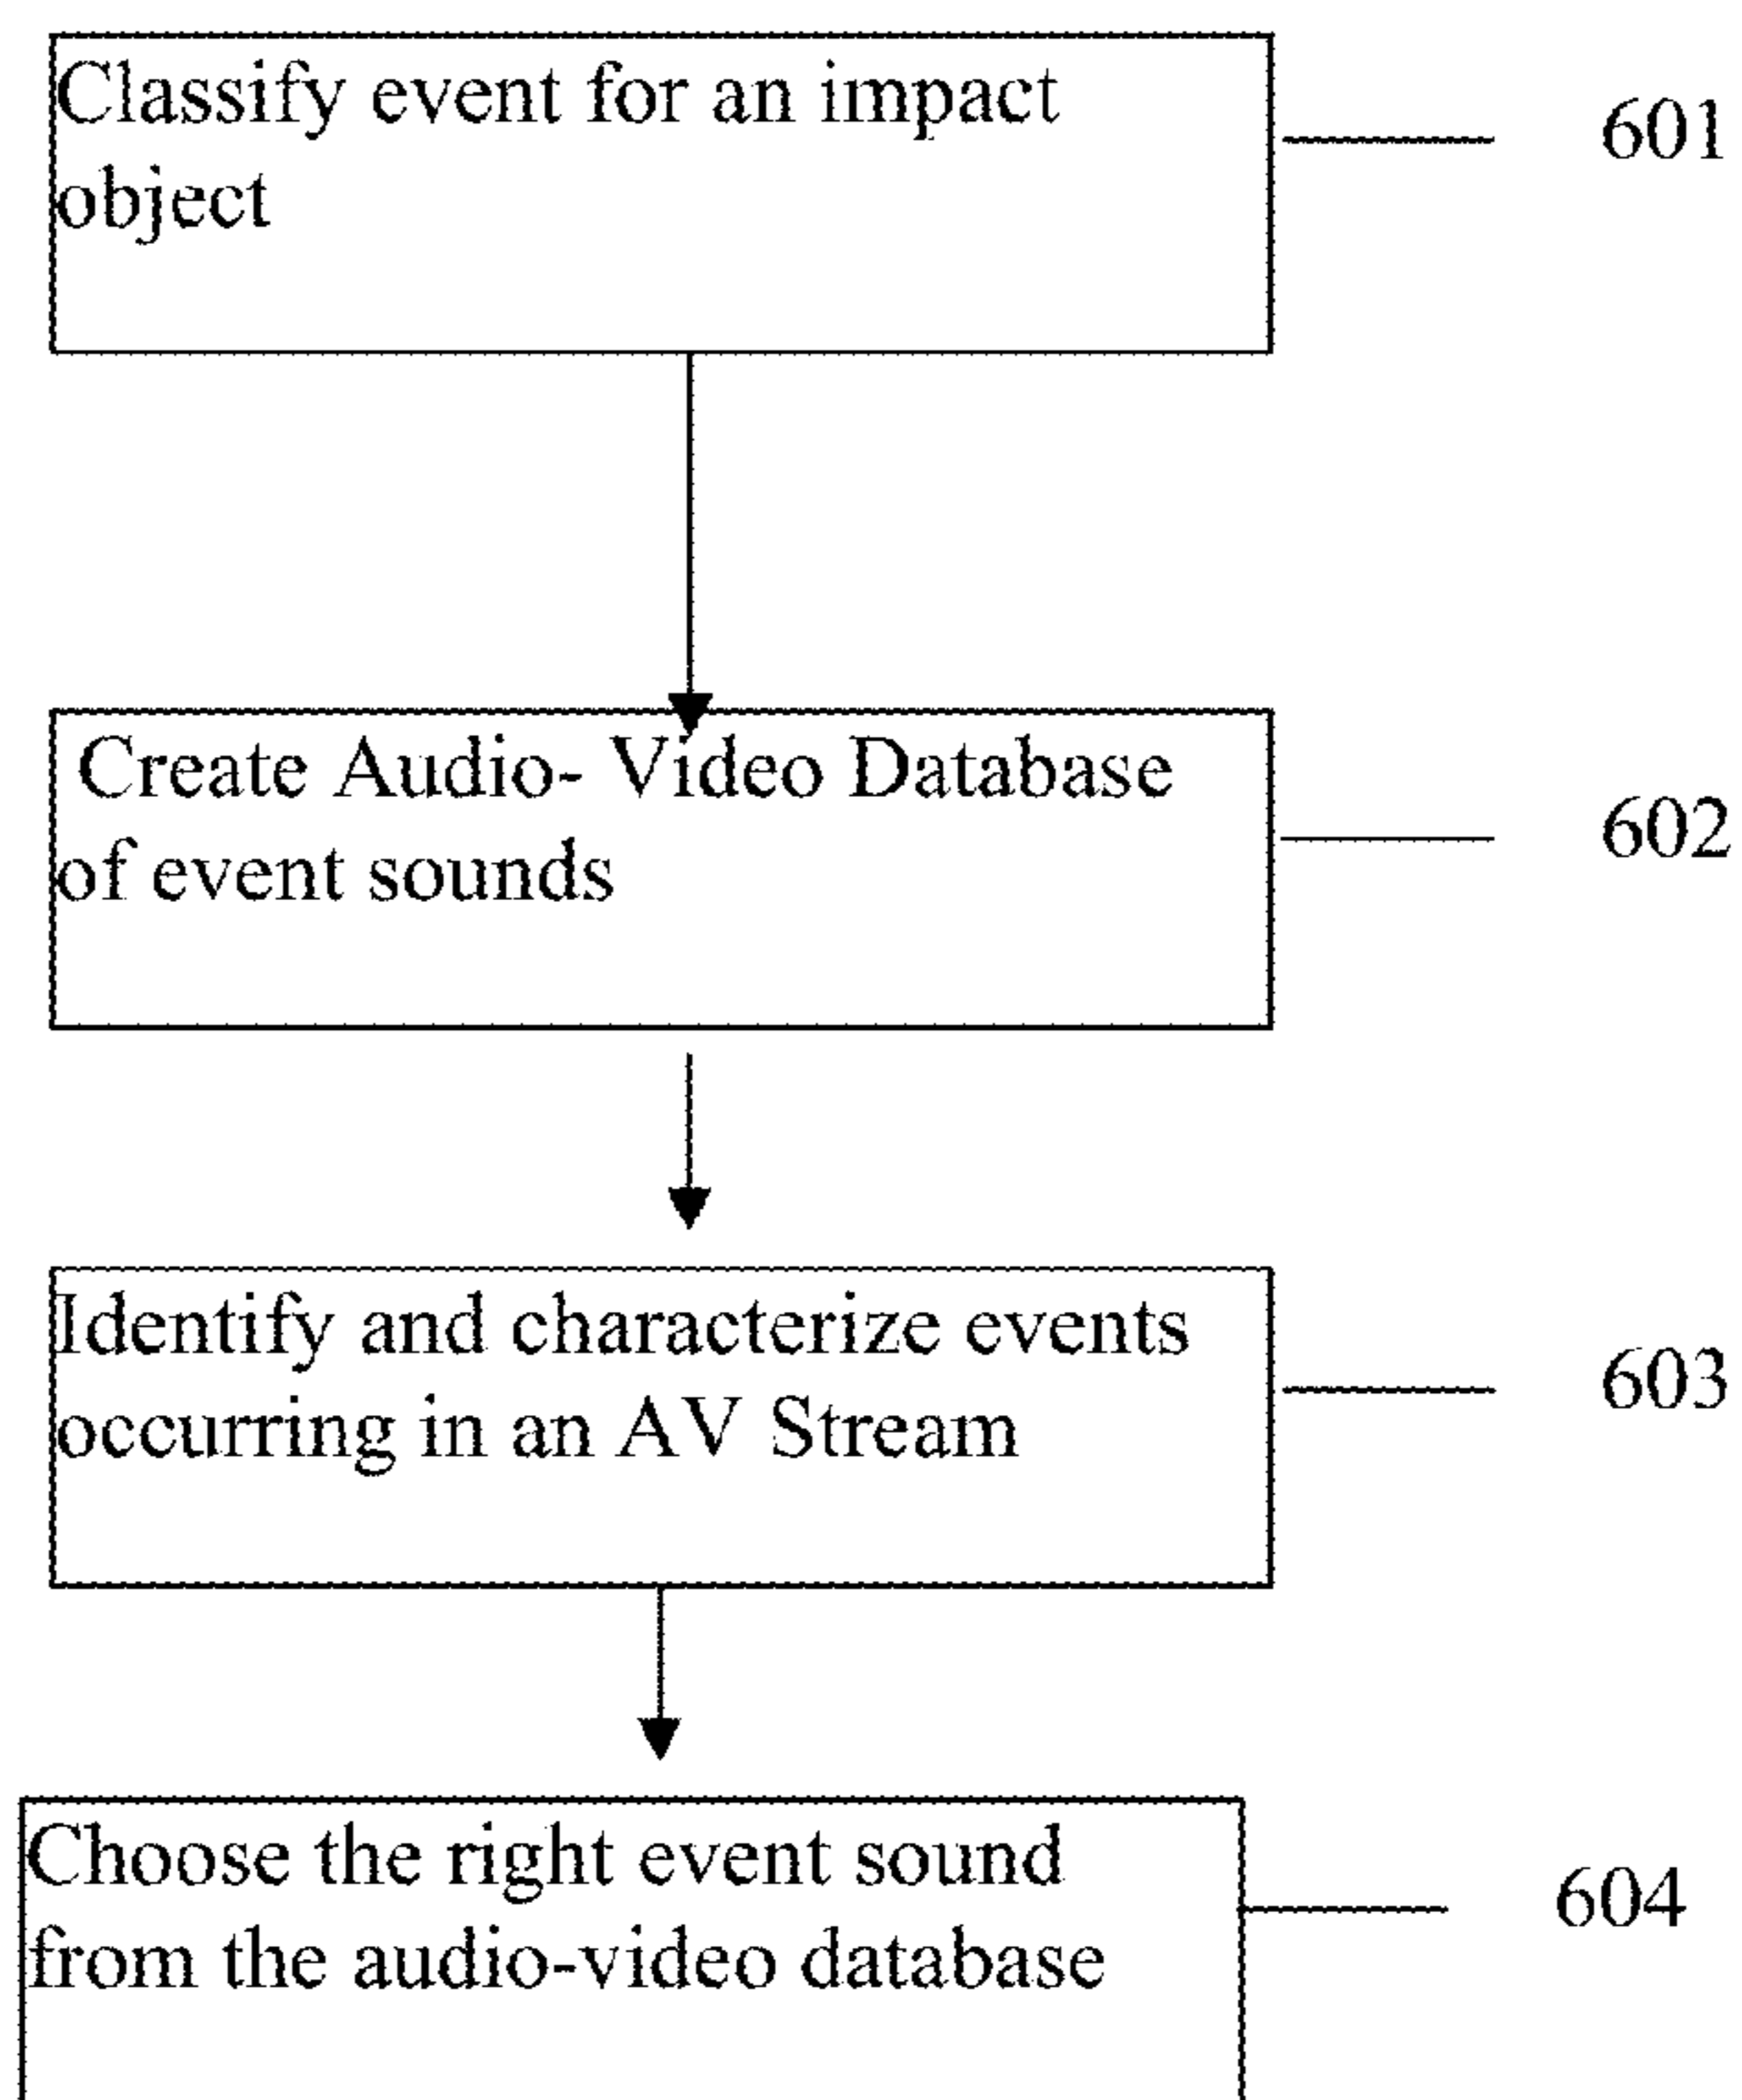 Classify event for an impact
object
601
Create Audio- Video Database
of event sounds
602
Identify and characterize events
occurring in an AV Stream
603
Choose the right event sound
from the audio-video database
604